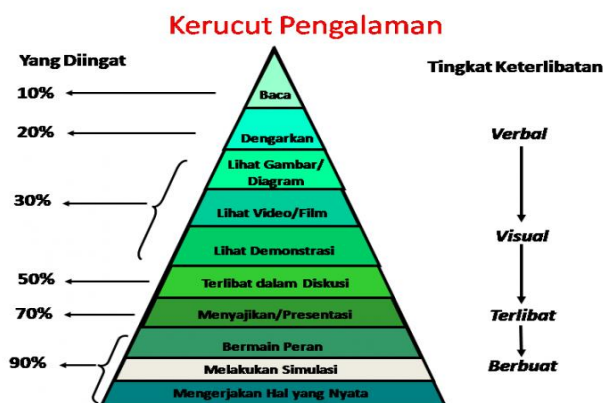 Kerucut Pengalaman
Yang Diingat
Tingkat Keterlibatan
10%
Baca
20%
Dengarkan
Verbal
Lihat Gambar/
Diagram
30%
Lihat Video/Film
Visual
Lihat Demonstrasi
50%
Terlibat dalam Diskusi
70%
Menyajikan/Presentasi
Terlibat
Bermain Peran
90%
Melakukan Simulasi
Berbuat
Mengerjakan Hal yang Nyata